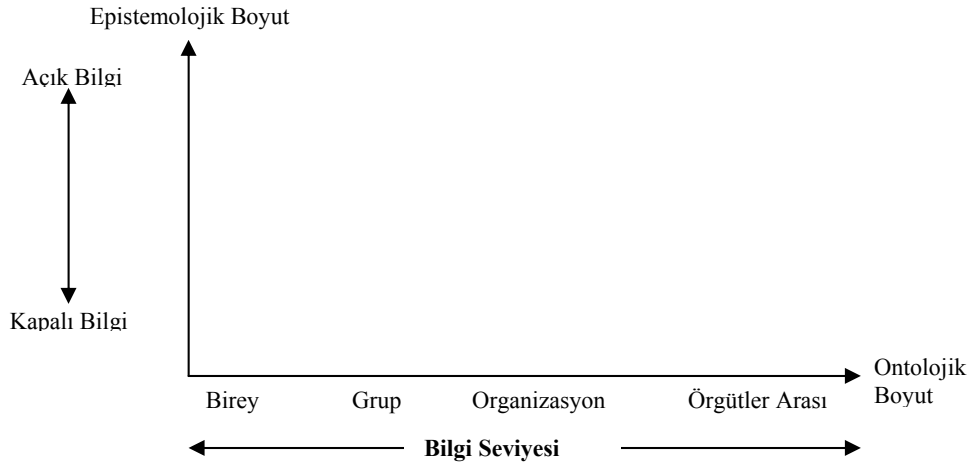 Epistemolojik Boyut
Açık Bilgi
Kapalı Bilgi
Ontolojik
Boyut
Birey Grup Organizasyon Örgütler Arası
Bilgi Seviyesi